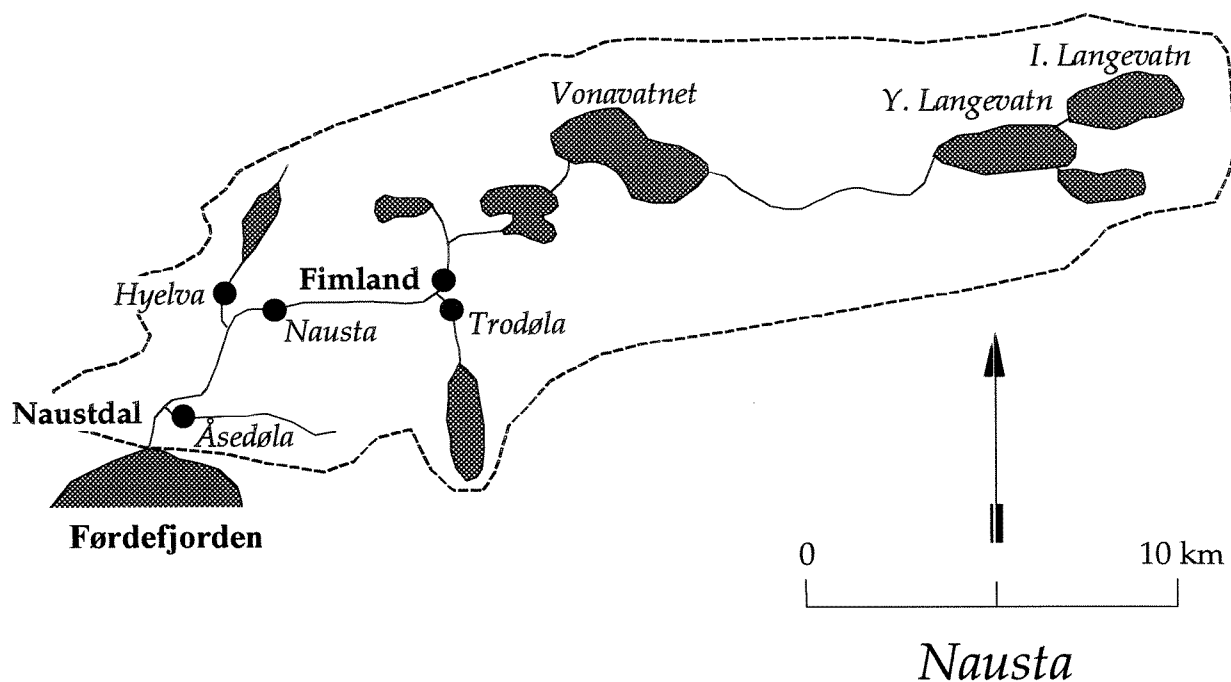 I. Langevatn
Vonavatnet
Y. Langevatn
Fimland
Hyelva
Nausta
Trodøla
Naustdal
Åsedøla
Førdefjorden
0
10 km
Nausta